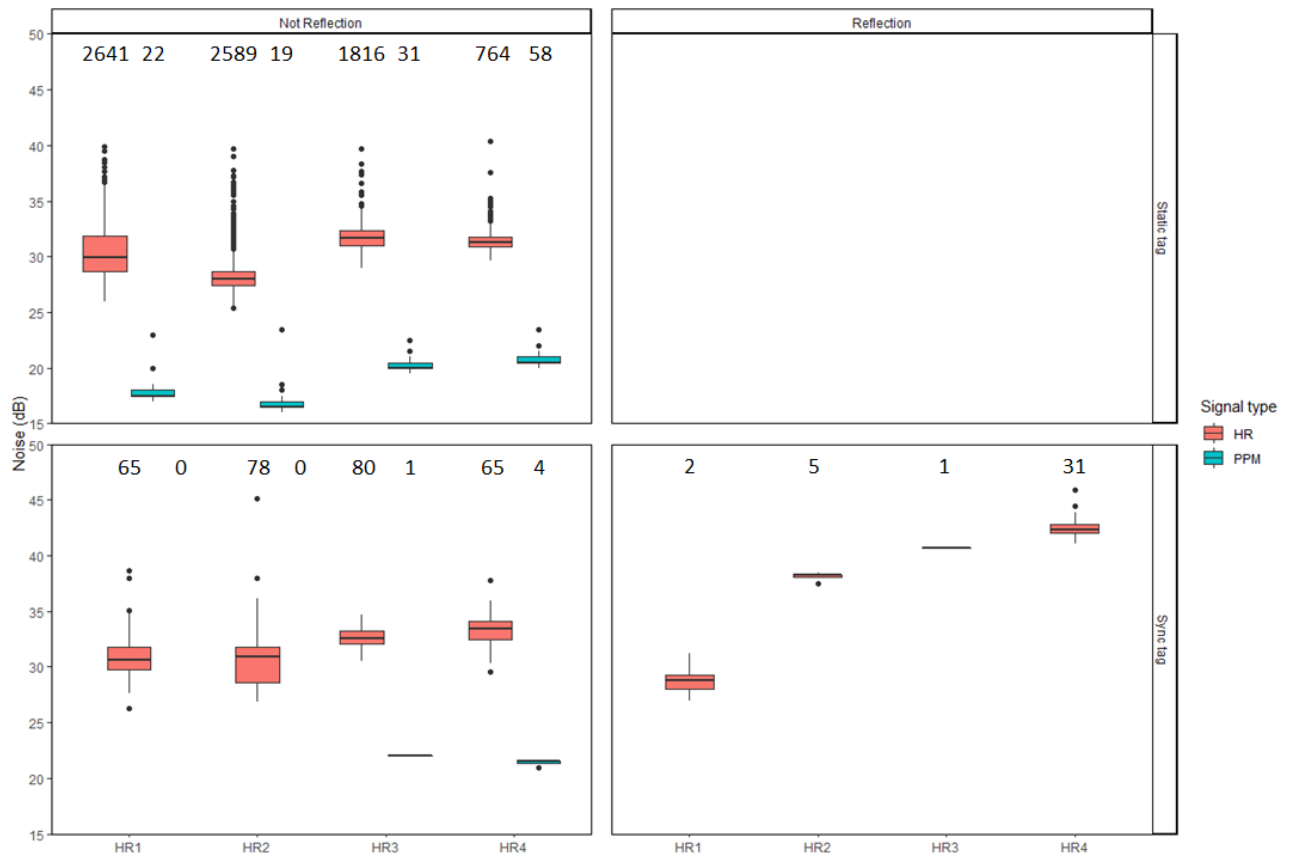 Not Reflection
Reflection
50
2641 22 2589 19 1816 31 764 58
45
40
35
30
25
20
15
Static tag
Noise (dB)
50
65 0 78 0 80 1 65 4
2 5 1 31
45
40
35
30
25
20
15
Sync tag
HR1 HR2 HR3 HR4
HR1 HR2 HR3 HR4
Signal type
HR
PPM